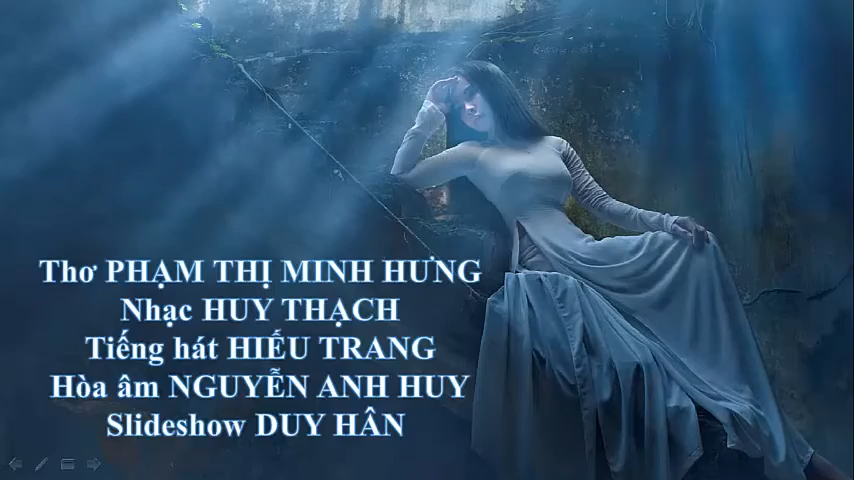 Thơ PHẠM THỊ MINH HƯNG
Nhạc HUY THẠCH
Tiếng hát HIẾU TRANG
Hòa âm NGUYỄN ANH HUY
Slideshow DUY HÂN